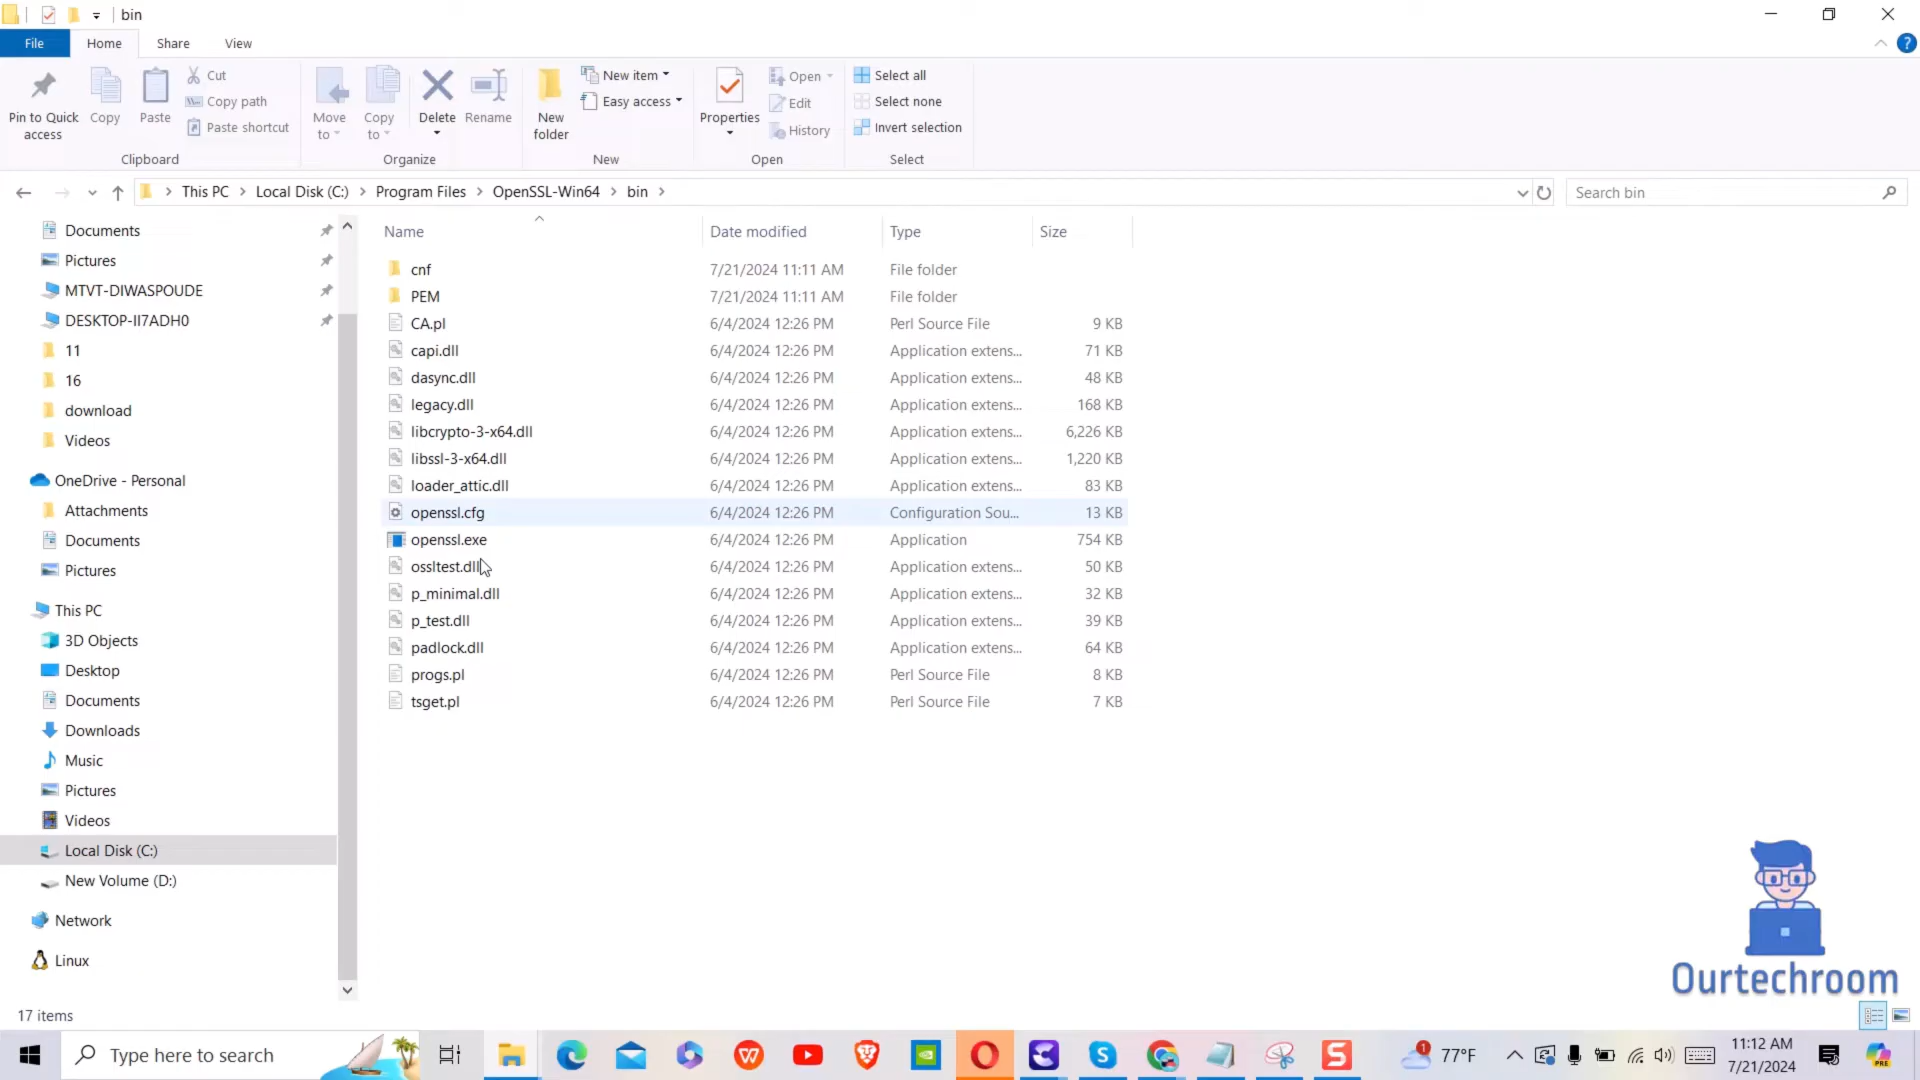 bin
File
Home
Share
View
Pin to Quick access
Copy
Paste
Cut
Copy path
Paste shortcut
Clipboard
Move to
Copy to
Delete
Rename
Organize
New folder
New item
Easy access
New
Properties
Open
Edit
History
Open
Select all
Select none
Invert selection
Select
This PC > Local Disk (C:) > Program Files > OpenSSL-Win64 > bin >
Search bin
Documents
Pictures
MTVT-DIWASPOUDE
DESKTOP-II7ADH0
11
16
download
Videos
OneDrive - Personal
Attachments
Documents
Pictures
This PC
3D Objects
Desktop
Documents
Downloads
Music
Pictures
Videos
Local Disk (C:)
New Volume (D:)
Network
Linux
Name Date modified Type Size
cnf 7/21/2024 11:11 AM File folder
PEM 7/21/2024 11:11 AM File folder
CA.pl 6/4/2024 12:26 PM Perl Source File 9 KB
capi.dll 6/4/2024 12:26 PM Application extens... 71 KB
dasync.dll 6/4/2024 12:26 PM Application extens... 48 KB
legacy.dll 6/4/2024 12:26 PM Application extens... 168 KB
libcrypto-3-x64.dll 6/4/2024 12:26 PM Application extens... 6,226 KB
libssl-3-x64.dll 6/4/2024 12:26 PM Application extens... 1,220 KB
loader_attic.dll 6/4/2024 12:26 PM Application extens... 83 KB
openssl.cfg 6/4/2024 12:26 PM Configuration Sou... 13 KB
openssl.exe 6/4/2024 12:26 PM Application 754 KB
ossltest.dll 6/4/2024 12:26 PM Application extens... 50 KB
p_minimal.dll 6/4/2024 12:26 PM Application extens... 32 KB
p_test.dll 6/4/2024 12:26 PM Application extens... 39 KB
padlock.dll 6/4/2024 12:26 PM Application extens... 64 KB
progs.pl 6/4/2024 12:26 PM Perl Source File 8 KB
tsget.pl 6/4/2024 12:26 PM Perl Source File 7 KB
Ourtechroom
17 items
Type here to search
1
77°F
11:12 AM
7/21/2024
PRE